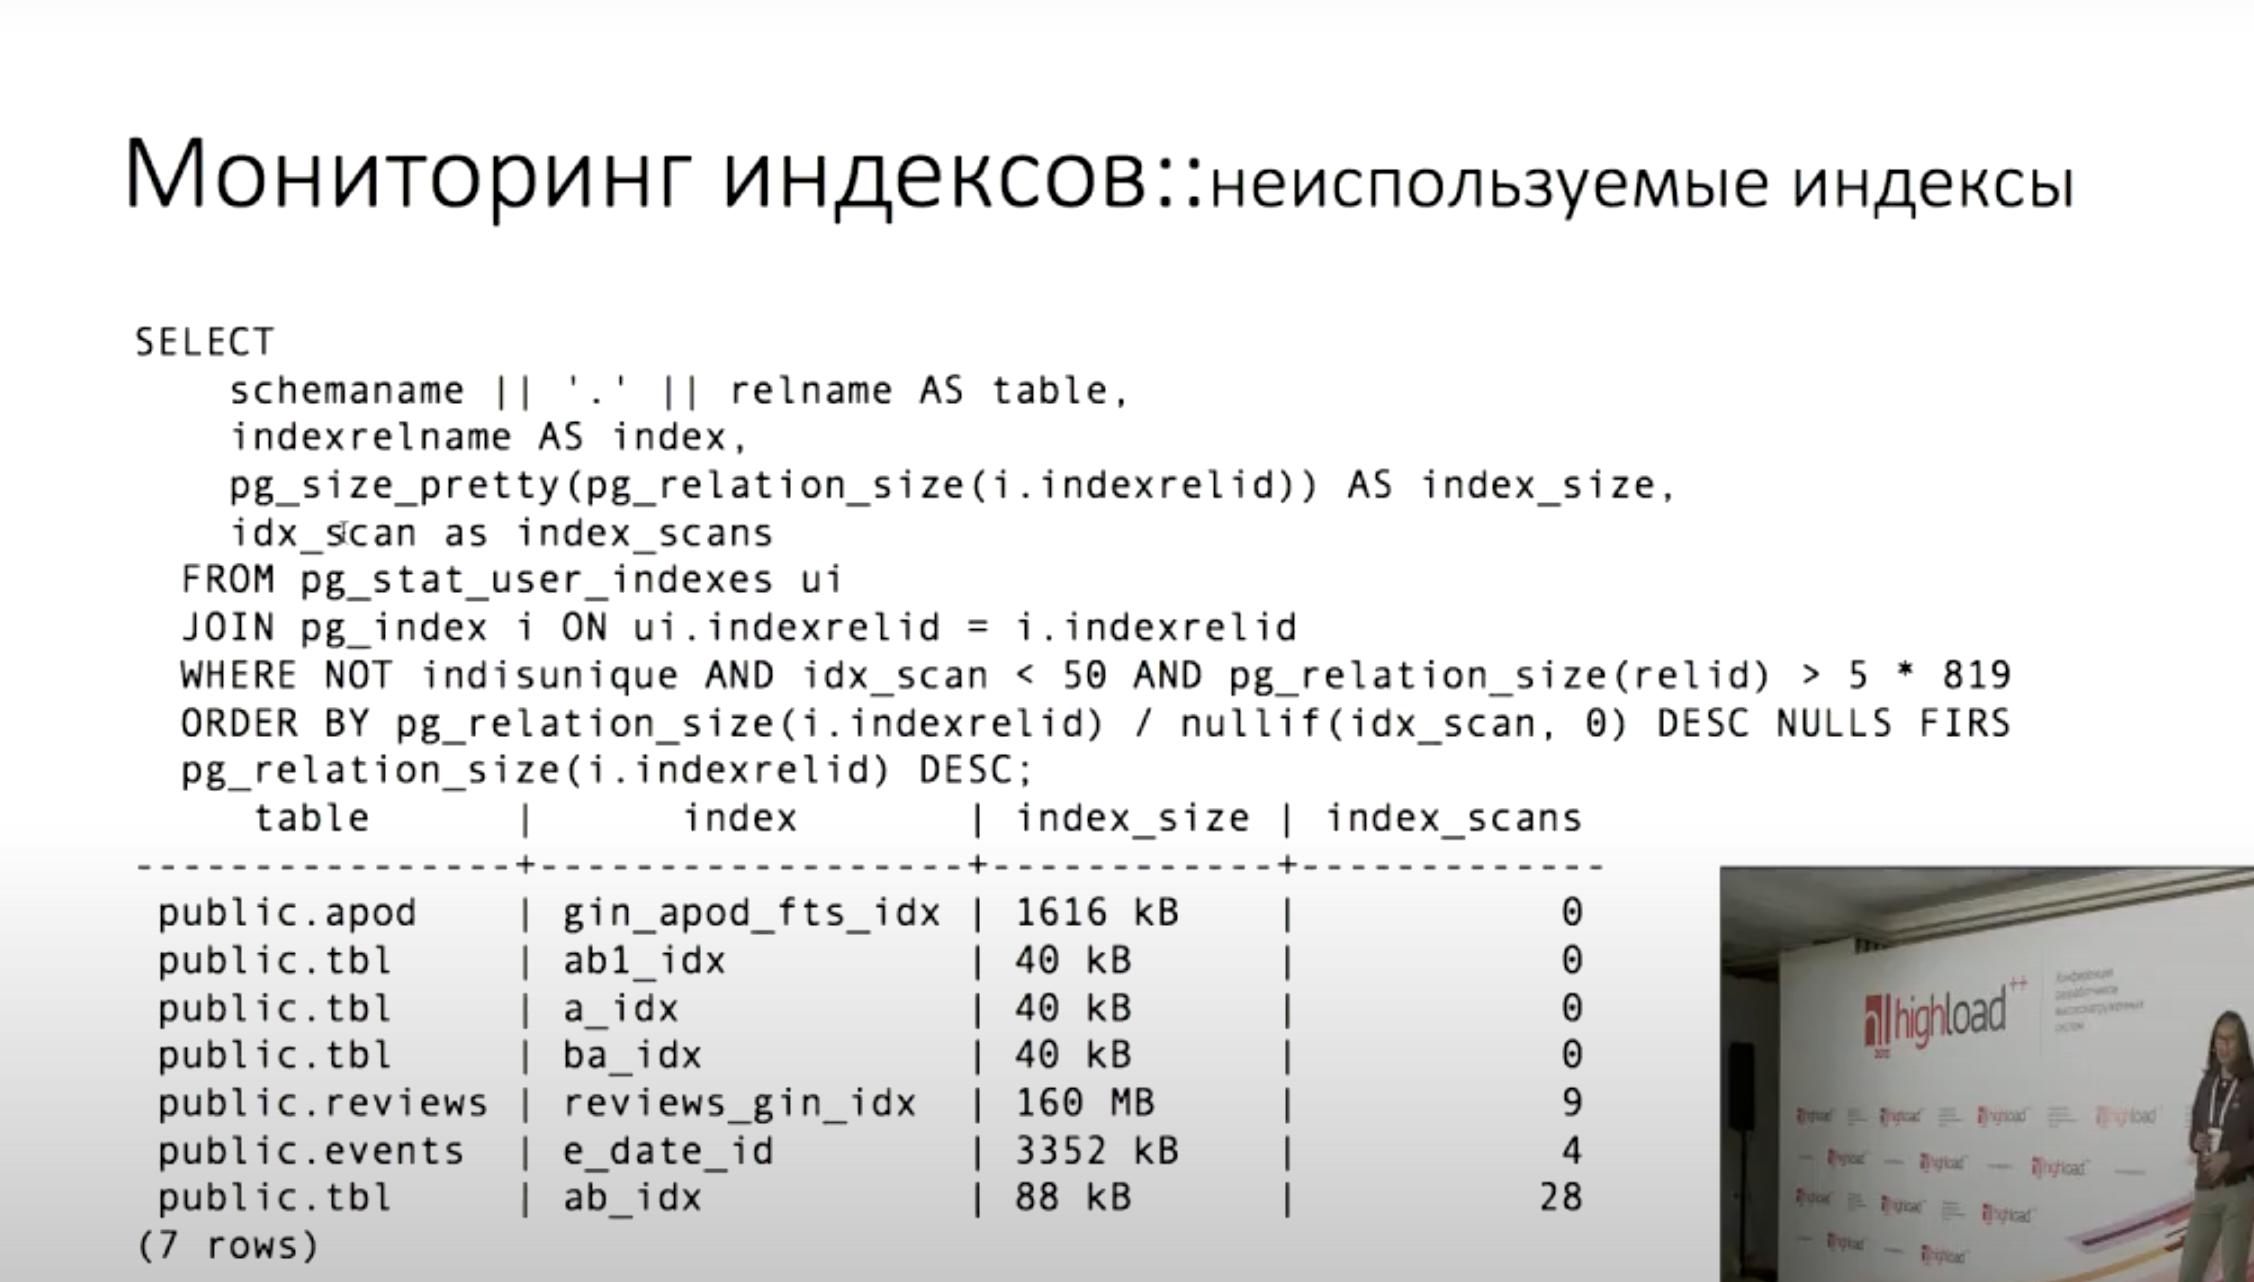 Мониторинг индексов::неиспользуемые индексы
SELECT
schemaname || '.' || relname AS table,
indexrelname AS index,
pg_size_pretty(pg_relation_size(i.indexrelid)) AS index_size,
idx_scan as index_scans
FROM pg_stat_user_indexes ui
JOIN pg_index i ON ui.indexrelid = i.indexrelid
WHERE NOT indisunique AND idx_scan < 50 AND pg_relation_size(relid) > 5 * 819
ORDER BY pg_relation_size(i.indexrelid) / nullif(idx_scan, 0) DESC NULLS FIRS
pg_relation_size(i.indexrelid) DESC;
table | index | index_size | index_scans
----------------+------------------+------------+-------------
public.apod | gin_apod_fts_idx | 1616 kB | 0
public.tbl | ab1_idx | 40 kB | 0
public.tbl | a_idx | 40 kB | 0
public.tbl | ba_idx | 40 kB | 0
public.reviews | reviews_gin_idx | 160 MB | 9
public.events | e_date_id | 3352 kB | 4
public.tbl | ab_idx | 88 kB | 28
(7 rows)
highload++
Конференция
разработчиков
высоконагруженных
систем